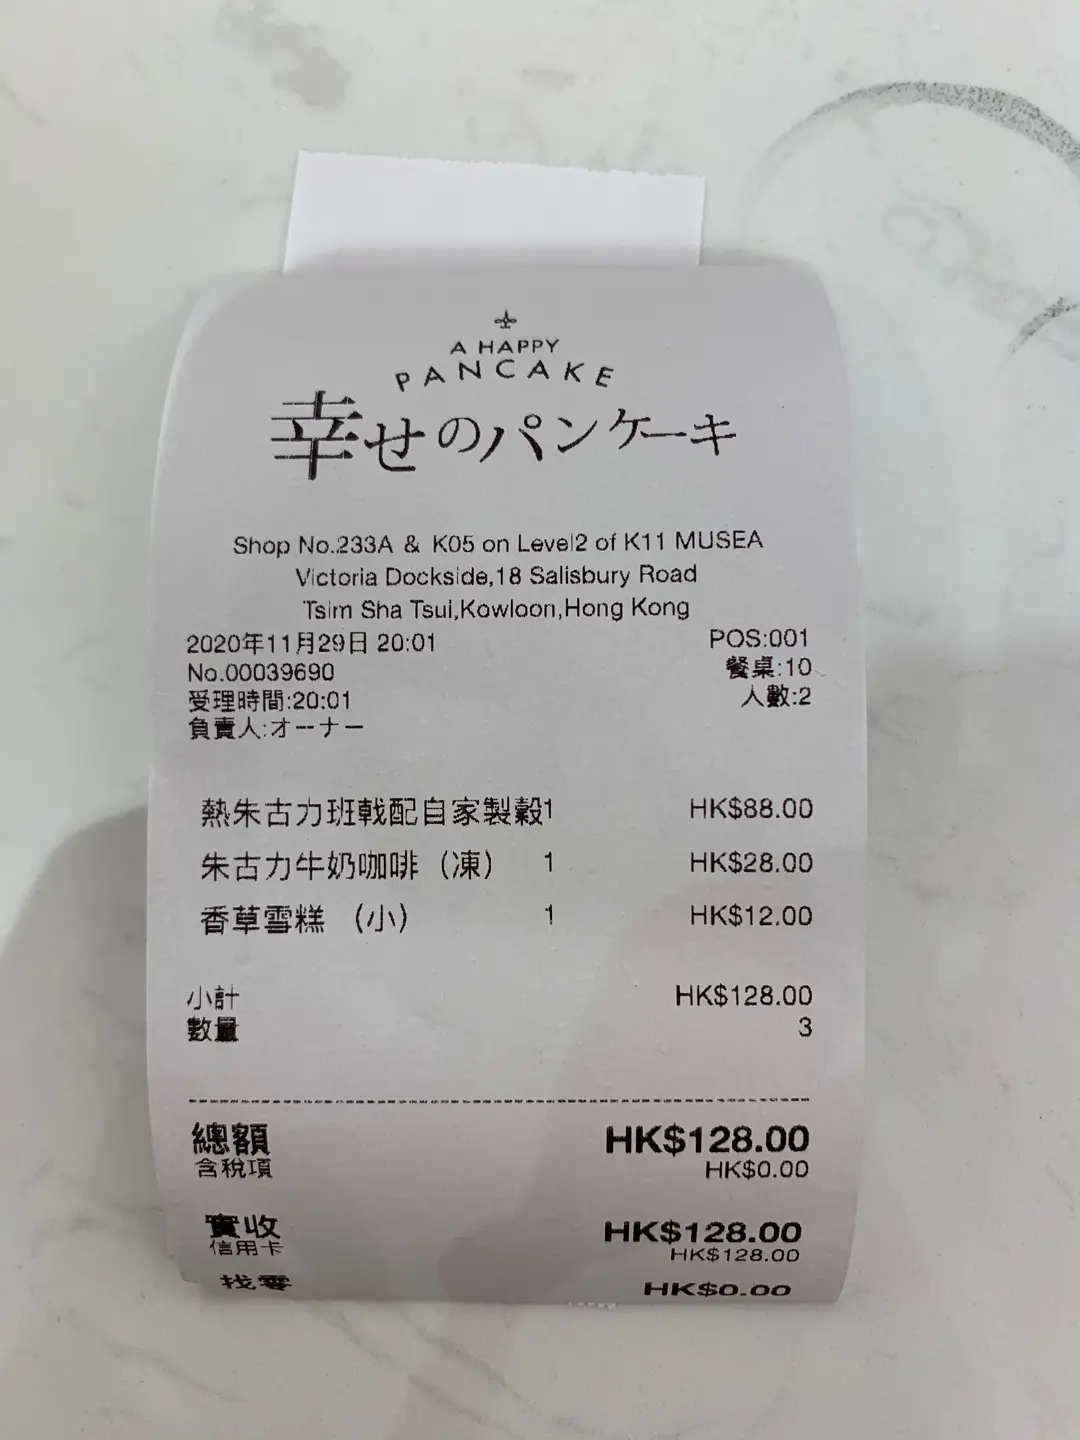 A HAPPY
PANCAKE
幸せのパンケーキ
Shop No.233A & K05 on Level2 of K11 MUSEA
Victoria Dockside,18 Salisbury Road
Tsim Sha Tsui,Kowloon,Hong Kong
2020年11月29日 20:01 POS:001
No.00039690 餐桌:10
受理時間:20:01 人數:2
負責人:オーナー
熱朱古力班戟配自家製穀1 HK$88.00
朱古力牛奶咖啡（凍） 1 HK$28.00
香草雪糕 （小） 1 HK$12.00
小計 HK$128.00
數量 3
總額 HK$128.00
含稅項 HK$0.00
實收 HK$128.00
信用卡 HK$128.00
找零 HK$0.00